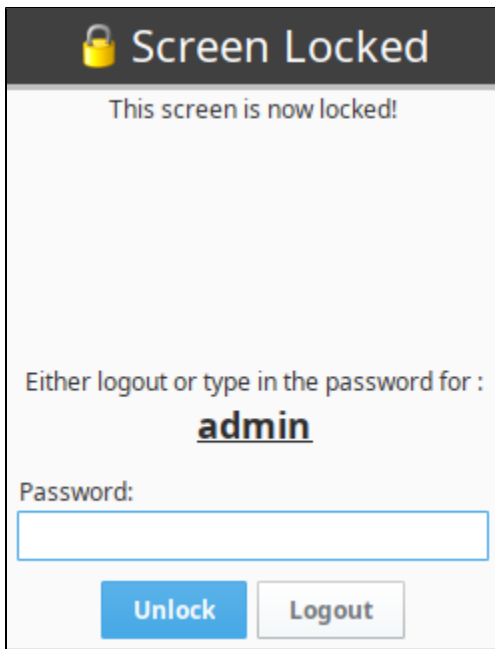 Screen Locked
This screen is now locked!
Either logout or type in the password for :
admin
Password:
Unlock
Logout